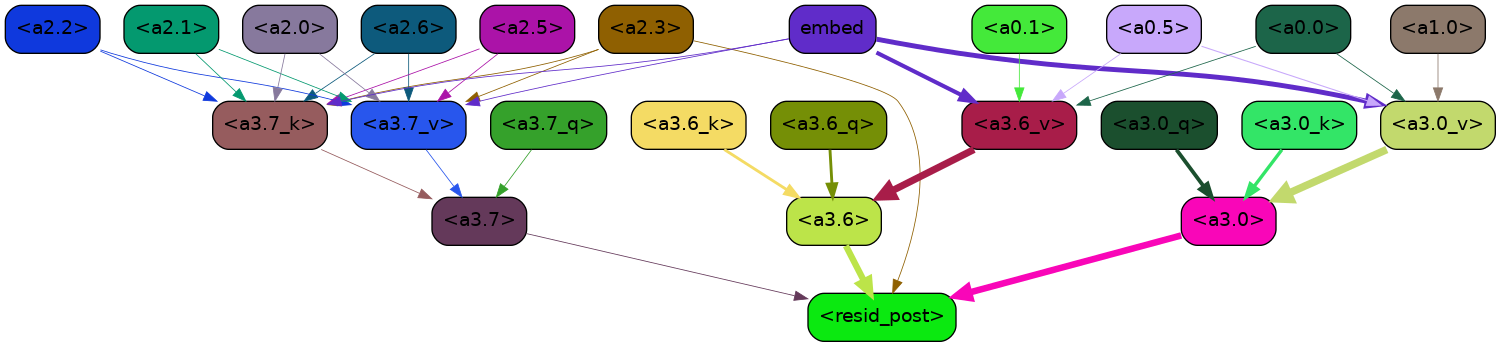 <a2.2> <a2.1> <a2.0> <a2.6> <a2.5> <a2.3> embed <a0.1> <a0.5> <a0.0> <a1.0>
<a3.7_k> <a3.7_v> <a3.7_q> <a3.6_k> <a3.6_q> <a3.6_v> <a3.0_q> <a3.0_k> <a3.0_v>
<a3.7> <a3.6> <a3.0>
<resid_post>